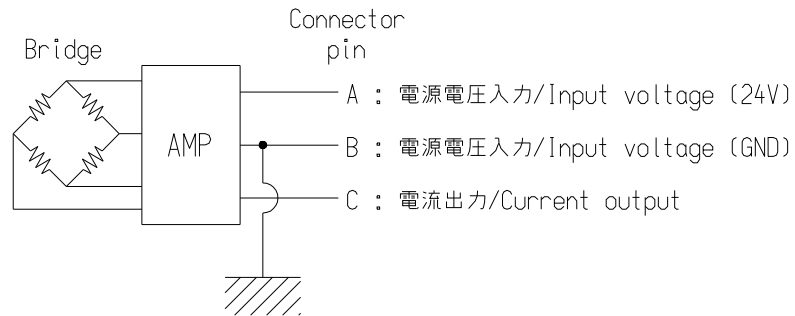 Connector
pin
Bridge
AMP
A : 電源電圧入力/Input voltage (24V)
B : 電源電圧入力/Input voltage (GND)
C : 電流出力/Current output